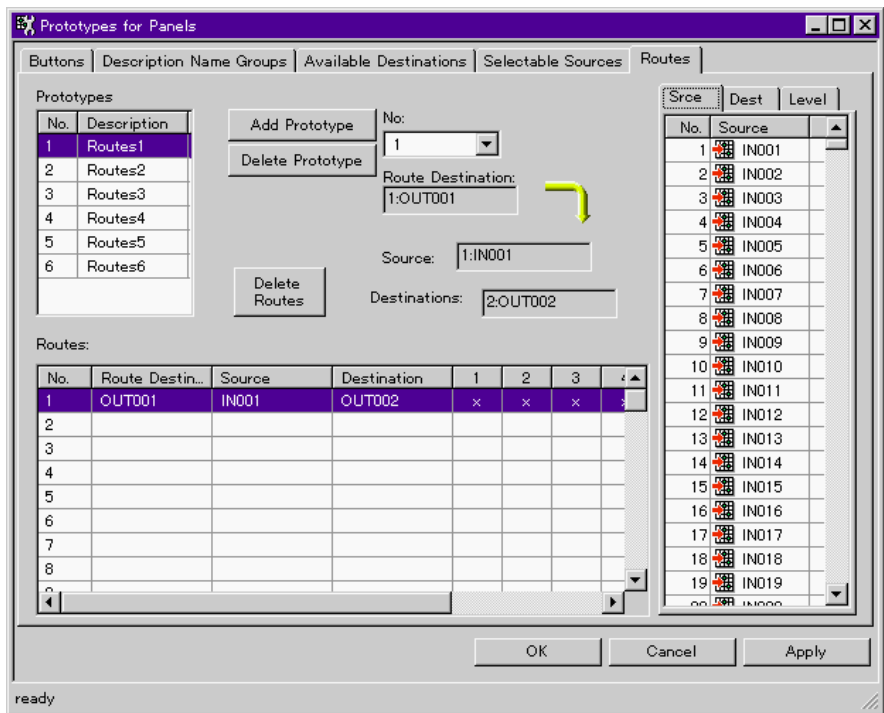 Prototypes for Panels
Buttons Description Name Groups Available Destinations Selectable Sources Routes
Prototypes
No. Description
1 Routes1
2 Routes2
3 Routes3
4 Routes4
5 Routes5
6 Routes6
Add Prototype
Delete Prototype
No:
1
Route Destination:
1:OUT001
Source: 1:IN001
Delete
Routes
Destinations: 2:OUT002
Routes:
No. Route Destin... Source Destination 1 2 3 4
1 OUT001 IN001 OUT002 × × × ×
2
3
4
5
6
7
8
Srce Dest Level
No. Source
1 IN001
2 IN002
3 IN003
4 IN004
5 IN005
6 IN006
7 IN007
8 IN008
9 IN009
10 IN010
11 IN011
12 IN012
13 IN013
14 IN014
15 IN015
16 IN016
17 IN017
18 IN018
19 IN019
OK Cancel Apply
ready